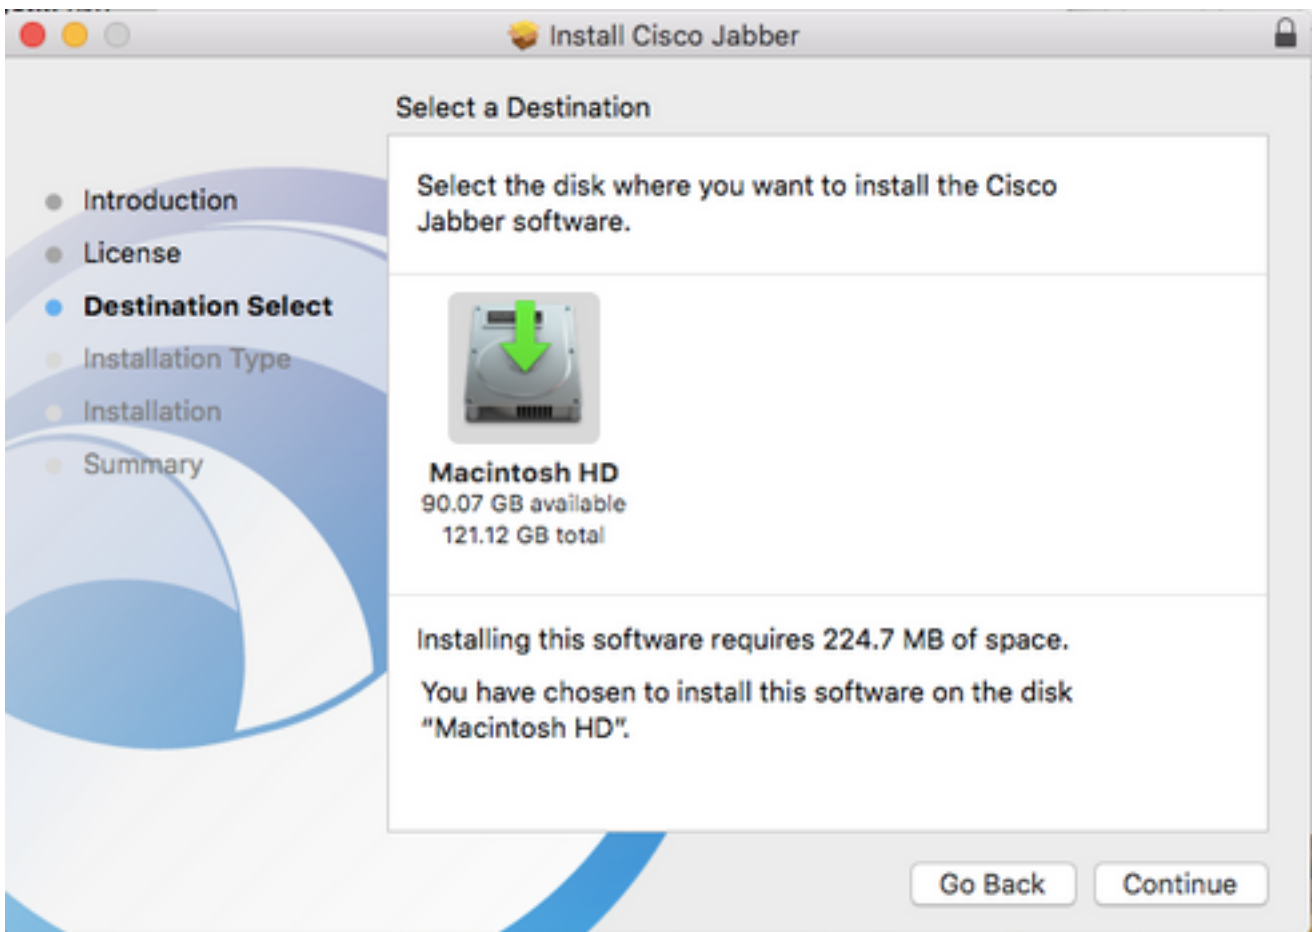 Install Cisco Jabber
Select a Destination
Introduction
License
Destination Select
Installation Type
Installation
Summary
Select the disk where you want to install the Cisco
Jabber software.
Macintosh HD
90.07 GB available
121.12 GB total
Installing this software requires 224.7 MB of space.
You have chosen to install this software on the disk
“Macintosh HD”.
Go Back
Continue